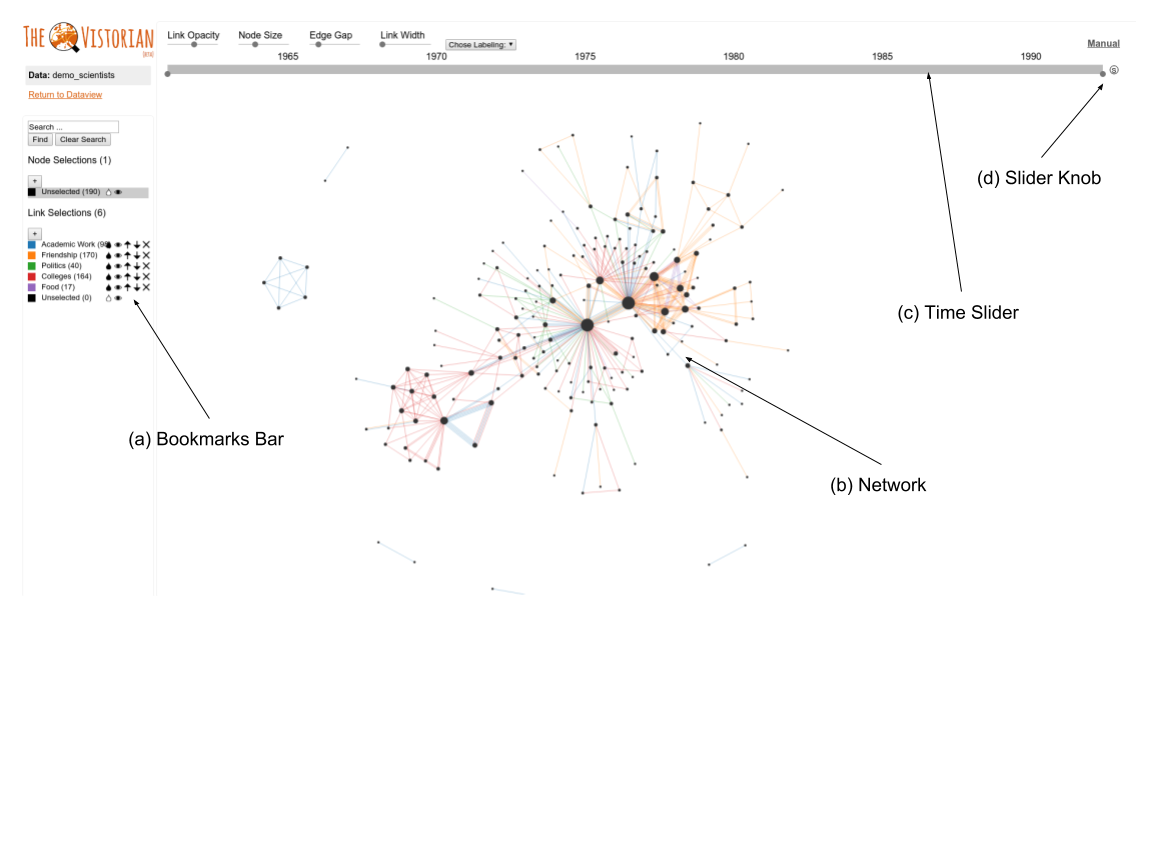 THE VISTORIAN
[BETA]
Data: demo_scientists
Return to Dataview
Search ...
Find Clear Search
Node Selections (1)
+
Unselected (190)
Link Selections (6)
+
Academic Work (9
Friendship (170)
Politics (40)
Colleges (164)
Food (17)
Unselected (0)
Link Opacity Node Size Edge Gap Link Width Chose Labeling:
Manual
1965 1970 1975 1980 1985 1990
S
(d) Slider Knob
(c) Time Slider
(a) Bookmarks Bar
(b) Network